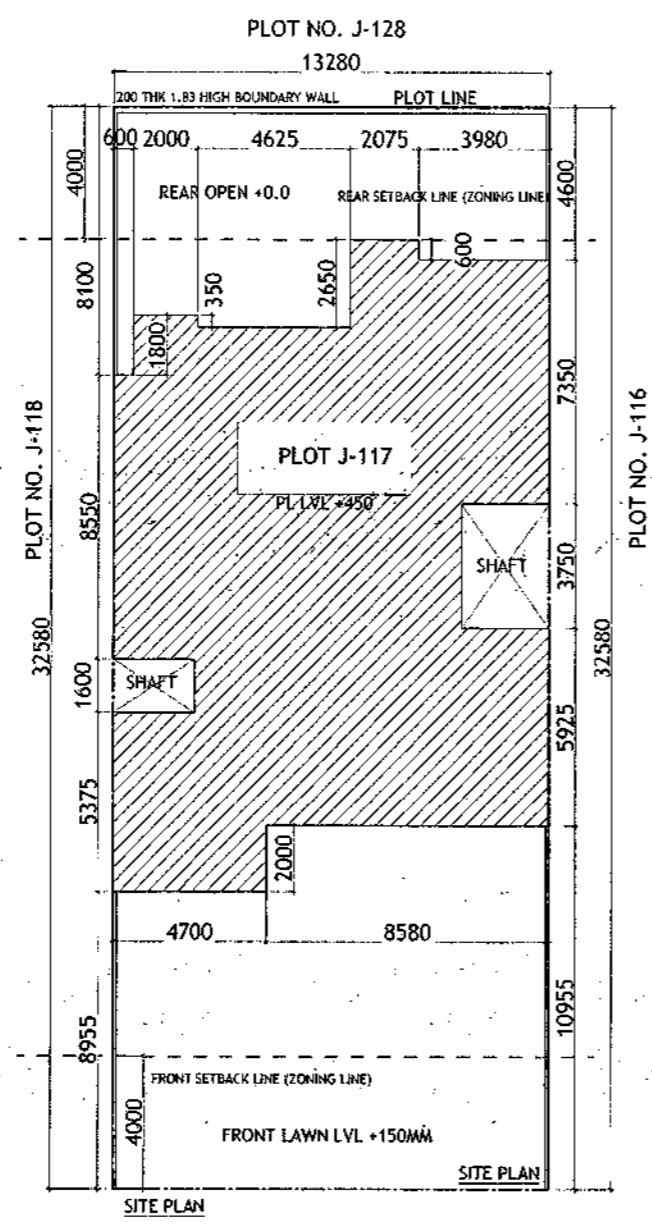 PLOT NO. J-128
13280
200 THK 1.83 HIGH BOUNDARY WALL
PLOT LINE
600 2000 4625 2075 3980
4000
4600
REAR OPEN +0.0
REAR SETBACK LINE (ZONING LINE)
8100
350
2650
600
1800
7350
PLOT NO. J-118
PLOT J-117
PL LVL +450
PLOT NO. J-116
8550
SHAFT
3750
32580
32580
1600
SHAFT
5925
5375
2000
4700 8580
8955
10955
FRONT SETBACK LINE (ZONING LINE)
4000
FRONT LAWN LVL +150MM
SITE PLAN
SITE PLAN